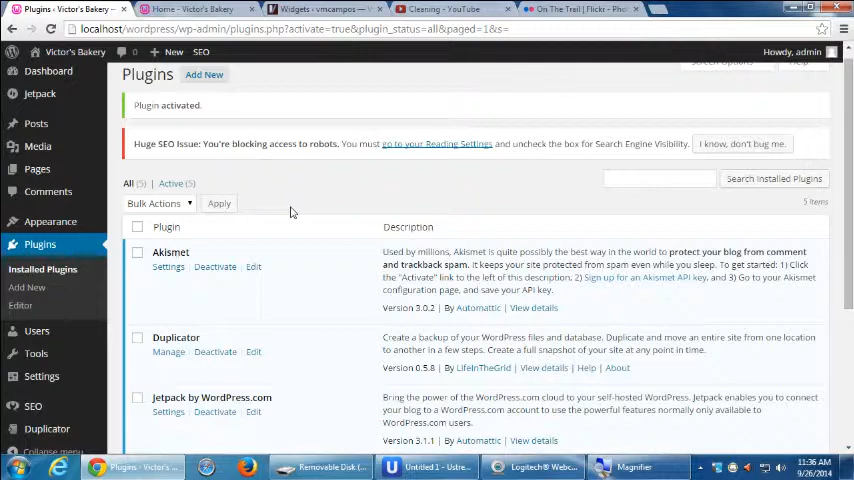 Plugins ‹ Victor's Bakery
Home - Victor's Bakery
Widgets ‹ vmcampos — W
Cleaning - YouTube
On The Trail | Flickr - Phot
localhost/wordpress/wp-admin/plugins.php?activate=true&plugin_status=all&paged=1&s=
Victor's Bakery
0
New
SEO
Howdy, admin
Dashboard
Jetpack
Posts
Media
Pages
Comments
Appearance
Plugins
Installed Plugins
Add New
Editor
Users
Tools
Settings
SEO
Duplicator
Collapse menu
Plugins Add New
Screen Options
Help
Plugin activated.
Huge SEO Issue: You're blocking access to robots. You must go to your Reading Settings and uncheck the box for Search Engine Visibility.
I know, don't bug me.
All (5) | Active (5)
Search Installed Plugins
Bulk Actions
Apply
5 items
Plugin
Description
Akismet
Settings
Deactivate
Edit
Used by millions, Akismet is quite possibly the best way in the world to protect your blog from comment
and trackback spam. It keeps your site protected from spam even while you sleep. To get started: 1) Click
the "Activate" link to the left of this description, 2) Sign up for an Akismet API key, and 3) Go to your Akismet
configuration page, and save your API key.
Version 3.0.2 | By Automattic | View details
Duplicator
Manage
Deactivate
Edit
Create a backup of your WordPress files and database. Duplicate and move an entire site from one location
to another in a few steps. Create a full snapshot of your site at any point in time.
Version 0.5.8 | By LifeInTheGrid | View details | Help | About
Jetpack by WordPress.com
Settings
Deactivate
Edit
Bring the power of the WordPress.com cloud to your self-hosted WordPress. Jetpack enables you to connect
your blog to a WordPress.com account to use the powerful features normally only available to
WordPress.com users.
Version 3.1.1 | By Automattic | View details
Plugins ‹ Victor's ...
Removable Disk (...
Untitled 1 - Ustre...
Logitech® Webc...
Magnifier
11:36 AM
9/26/2014